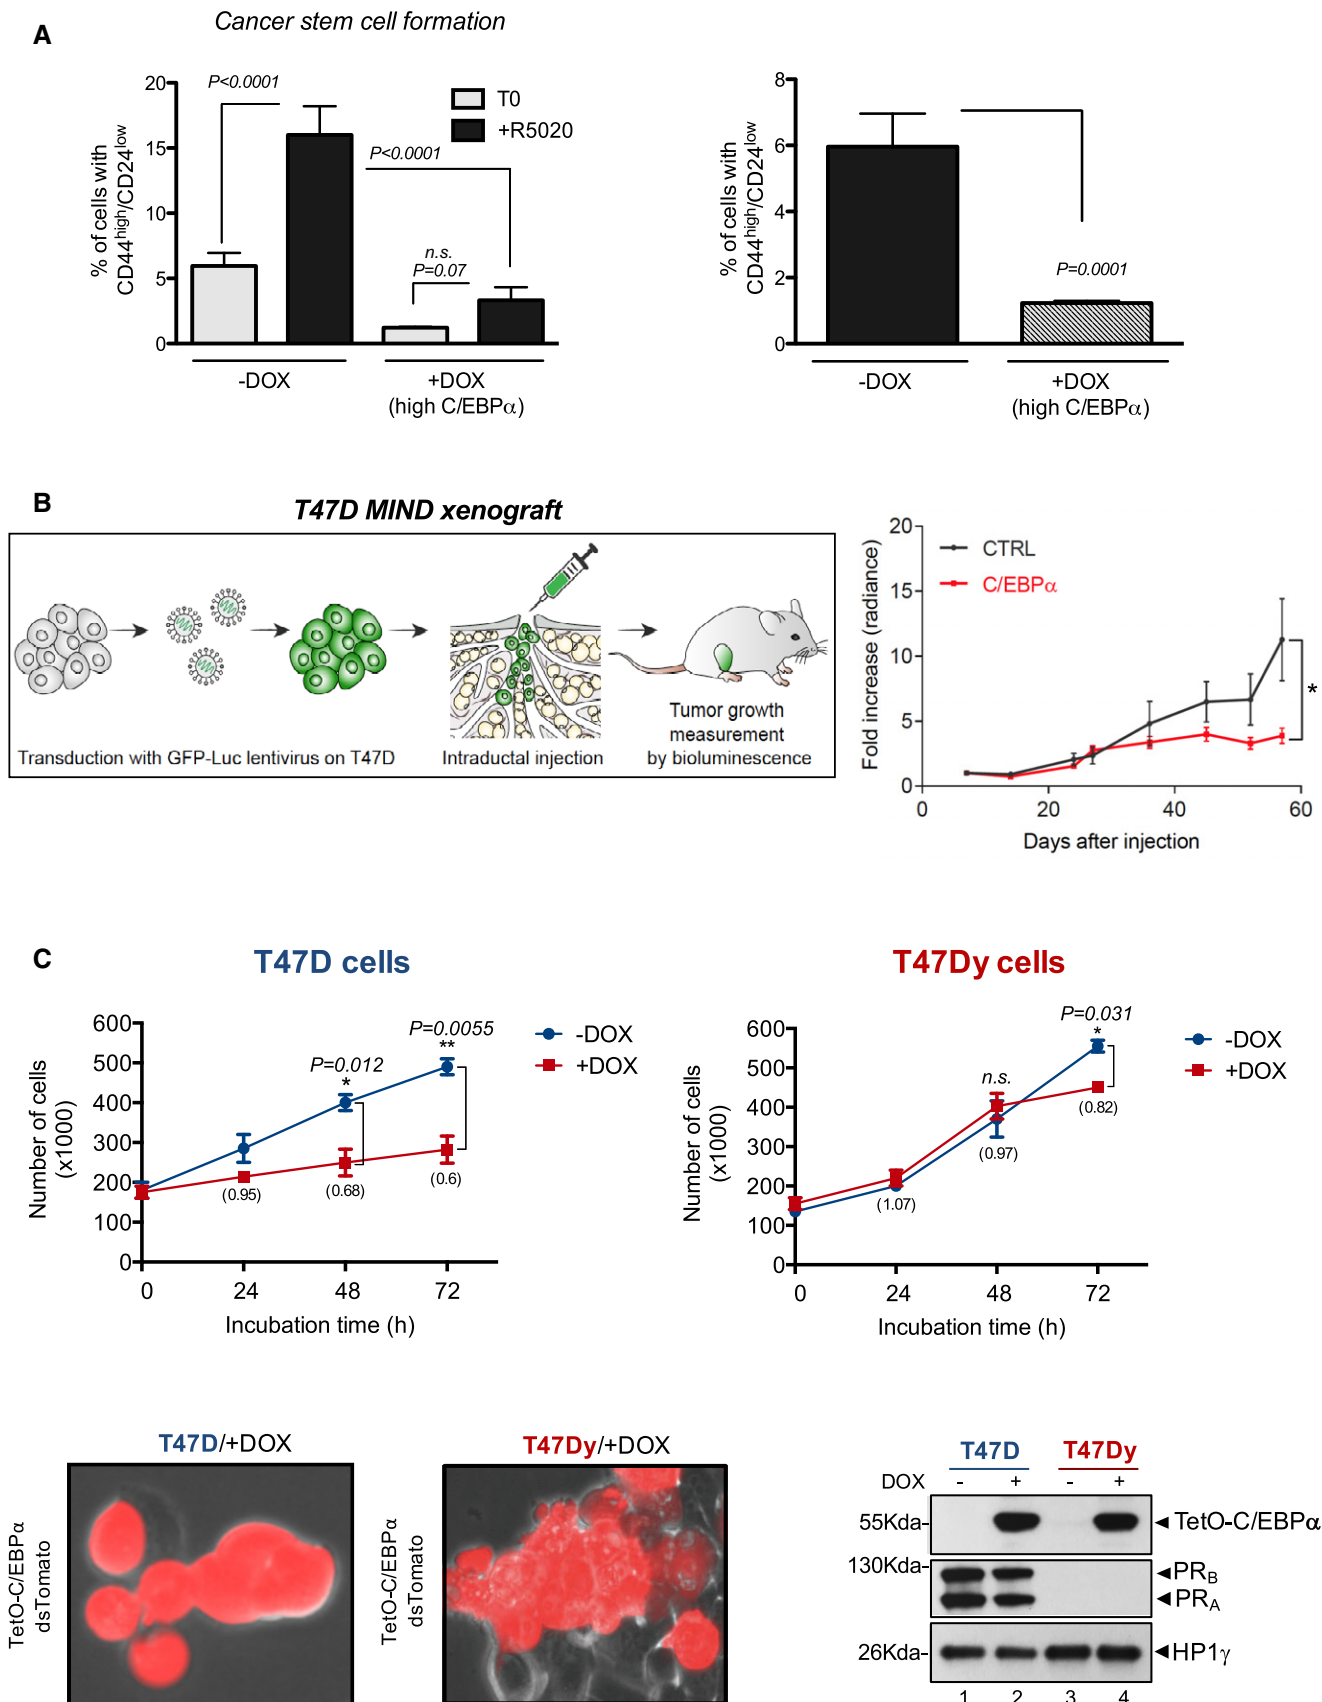 A
Cancer stem cell formation
% of cells with
CD44high/CD24low
20
15
10
5
0
P<0.0001
P<0.0001
n.s.
P=0.07
T0
+R5020
-DOX
+DOX
(high C/EBPα)
% of cells with
CD44high/CD24low
8
6
4
2
0
P=0.0001
-DOX
+DOX
(high C/EBPα)
B
T47D MIND xenograft
Transduction with GFP-Luc lentivirus on T47D
Intraductal injection
Tumor growth
measurement
by bioluminescence
Fold increase (radiance)
20
15
10
5
0
CTRL
C/EBPα
*
0 20 40 60
Days after injection
C
T47D cells
Number of cells
(x1000)
600
500
400
300
200
100
0
P=0.012
*
P=0.0055
**
-DOX
+DOX
(0.95)
(0.68)
(0.6)
0 24 48 72
Incubation time (h)
T47Dy cells
Number of cells
(x1000)
600
500
400
300
200
100
0
n.s.
P=0.031
*
-DOX
+DOX
(1.07)
(0.97)
(0.82)
0 24 48 72
Incubation time (h)
T47D/+DOX
TetO-C/EBPα
dsTomato
T47Dy/+DOX
TetO-C/EBPα
dsTomato
T47D T47Dy
DOX - + - +
55Kda- TetO-C/EBPα
130Kda- PRB
PRA
26Kda- HP1γ
1 2 3 4